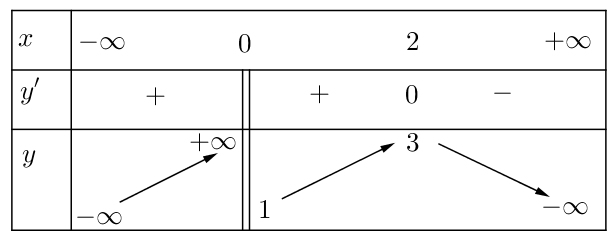 x −∞ 0 2 +∞
y′ + + 0 −
+∞ 3
y
−∞ 1 −∞